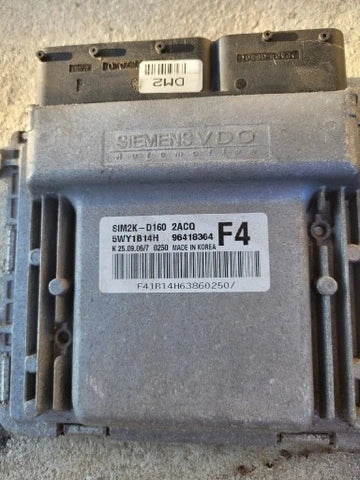 DM2
SIEMENS VDO
Automotive
SIM2K-D160 2ACQ
5WY1B14H 96418364 F4
K 25.09.06/7 0250 MADE IN KOREA
F41B14H63860250/